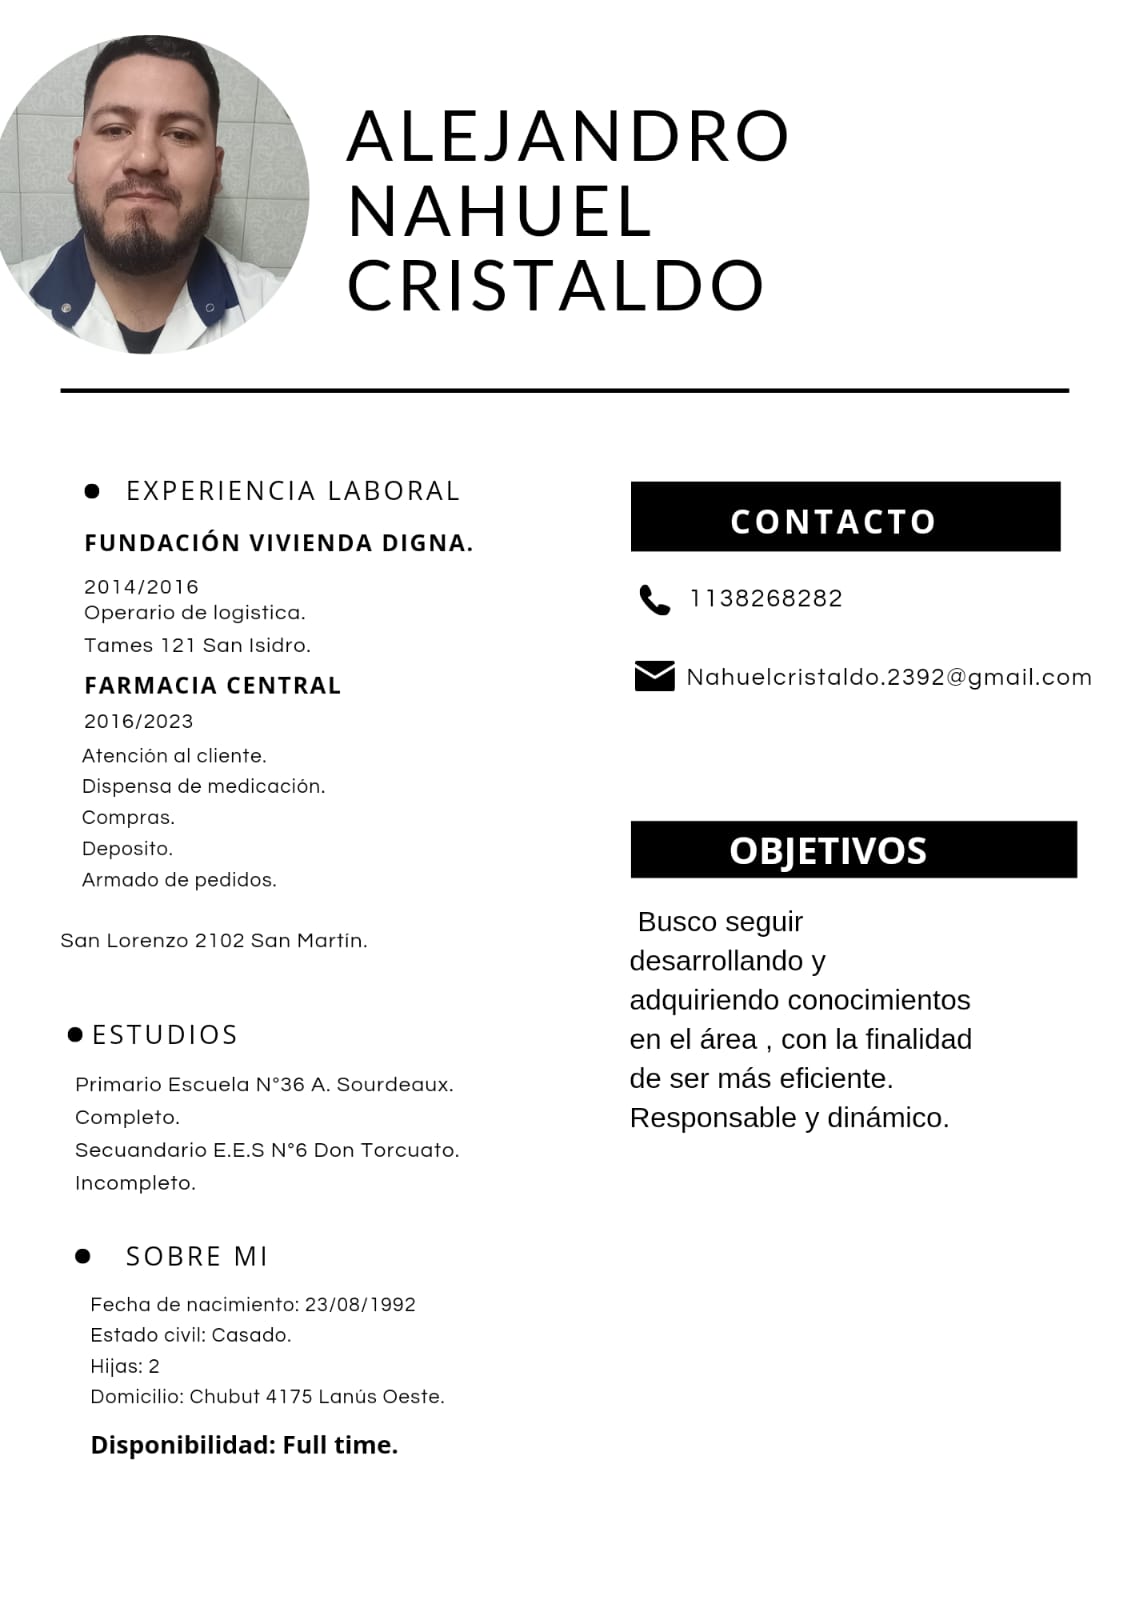 ALEJANDRO
NAHUEL
CRISTALDO
EXPERIENCIA LABORAL
FUNDACIÓN VIVIENDA DIGNA.
2014/2016
Operario de logistica.
Tames 121 San Isidro.
FARMACIA CENTRAL
2016/2023
Atención al cliente.
Dispensa de medicación.
Compras.
Deposito.
Armado de pedidos.
San Lorenzo 2102 San Martín.
ESTUDIOS
Primario Escuela N°36 A. Sourdeaux.
Completo.
Secuandario E.E.S N°6 Don Torcuato.
Incompleto.
SOBRE MI
Fecha de nacimiento: 23/08/1992
Estado civil: Casado.
Hijas: 2
Domicilio: Chubut 4175 Lanús Oeste.
Disponibilidad: Full time.
CONTACTO
1138268282
Nahuelcristaldo.2392@gmail.com
OBJETIVOS
Busco seguir
desarrollando y
adquiriendo conocimientos
en el área , con la finalidad
de ser más eficiente.
Responsable y dinámico.